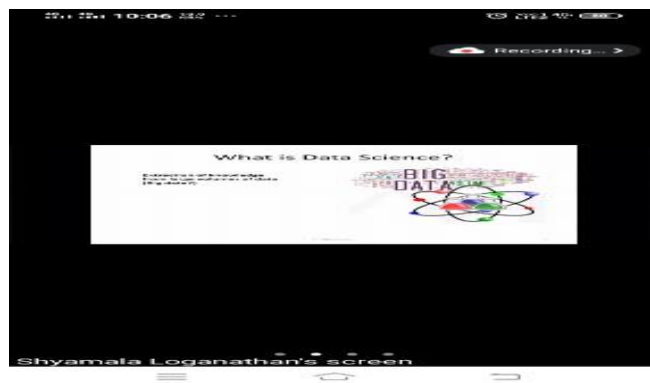 10:06
Recording... >
What is Data Science?
Extraction of knowledge
from large volumes of data
(Big data?)
BIG
DATA
Shyamala Loganathan's screen